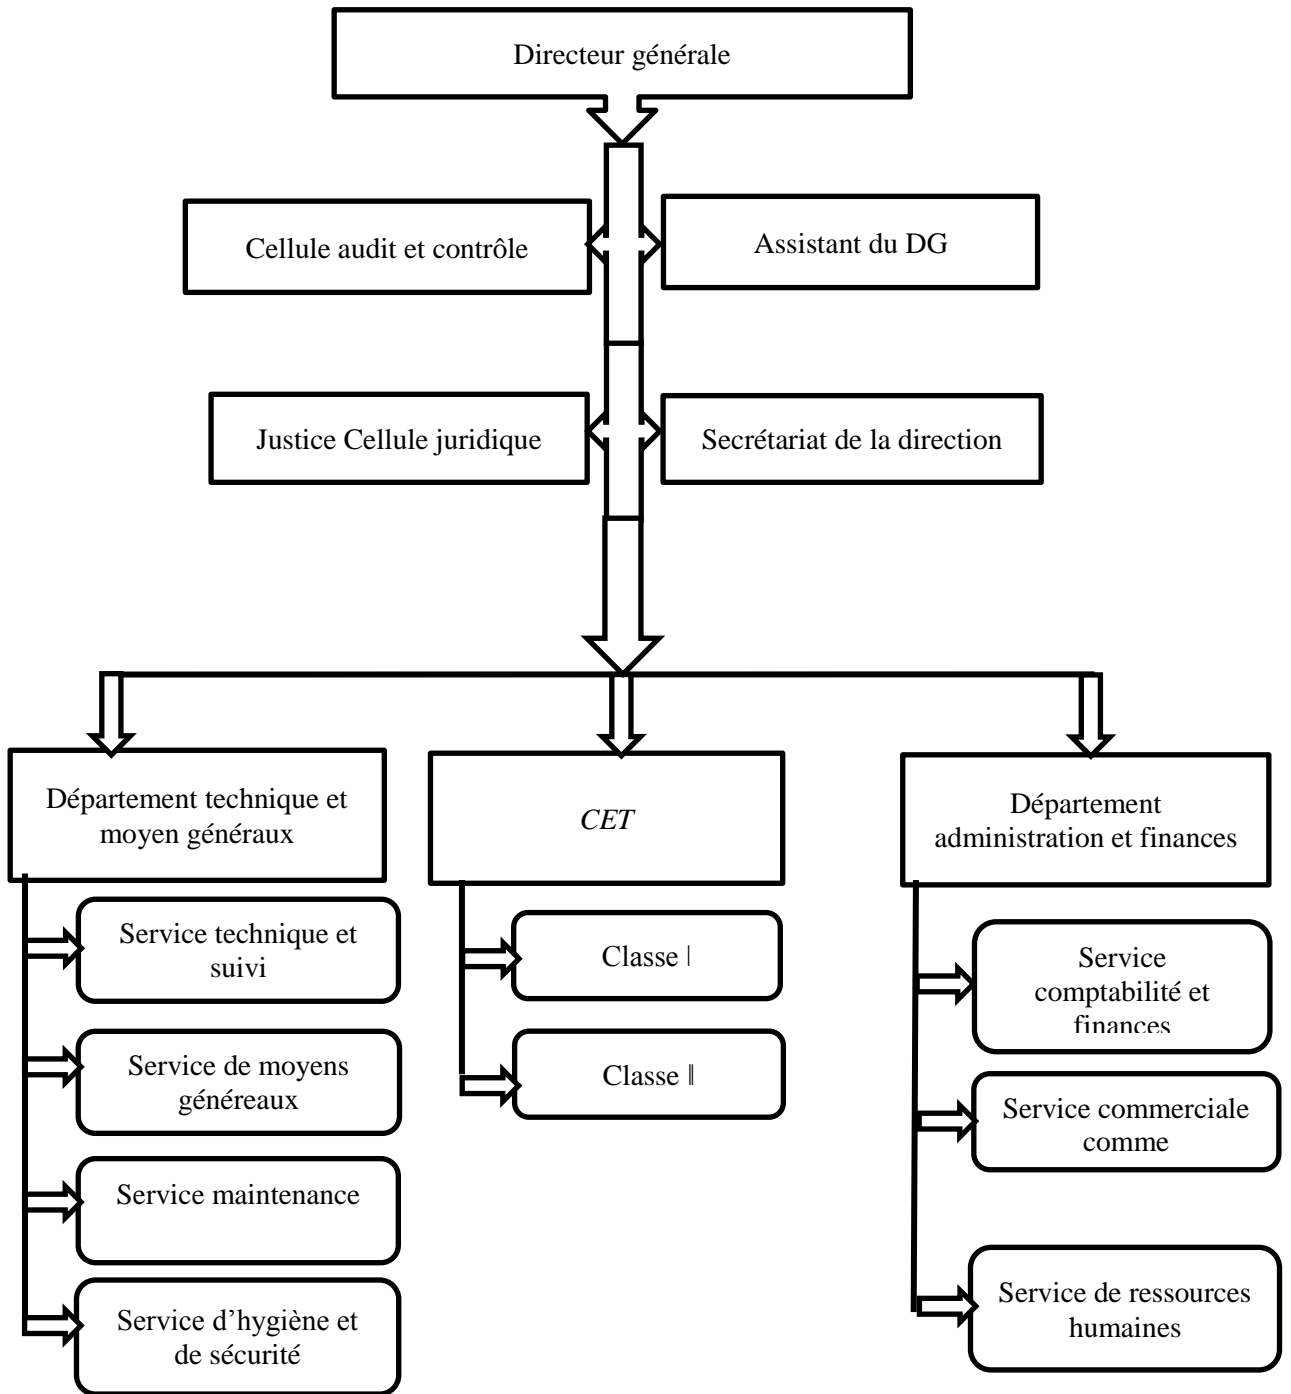 Directeur générale
Cellule audit et contrôle
Assistant du DG
Justice Cellule juridique
Secrétariat de la direction
Département technique et
moyen généraux
CET
Département
administration et finances
Service technique et
suivi
Service de moyens
généreaux
Service maintenance
Service d’hygiène et
de sécurité
Classe Ⅰ
Classe Ⅱ
Service
comptabilité et
finances
Service commerciale
comme
Service de ressources
humaines